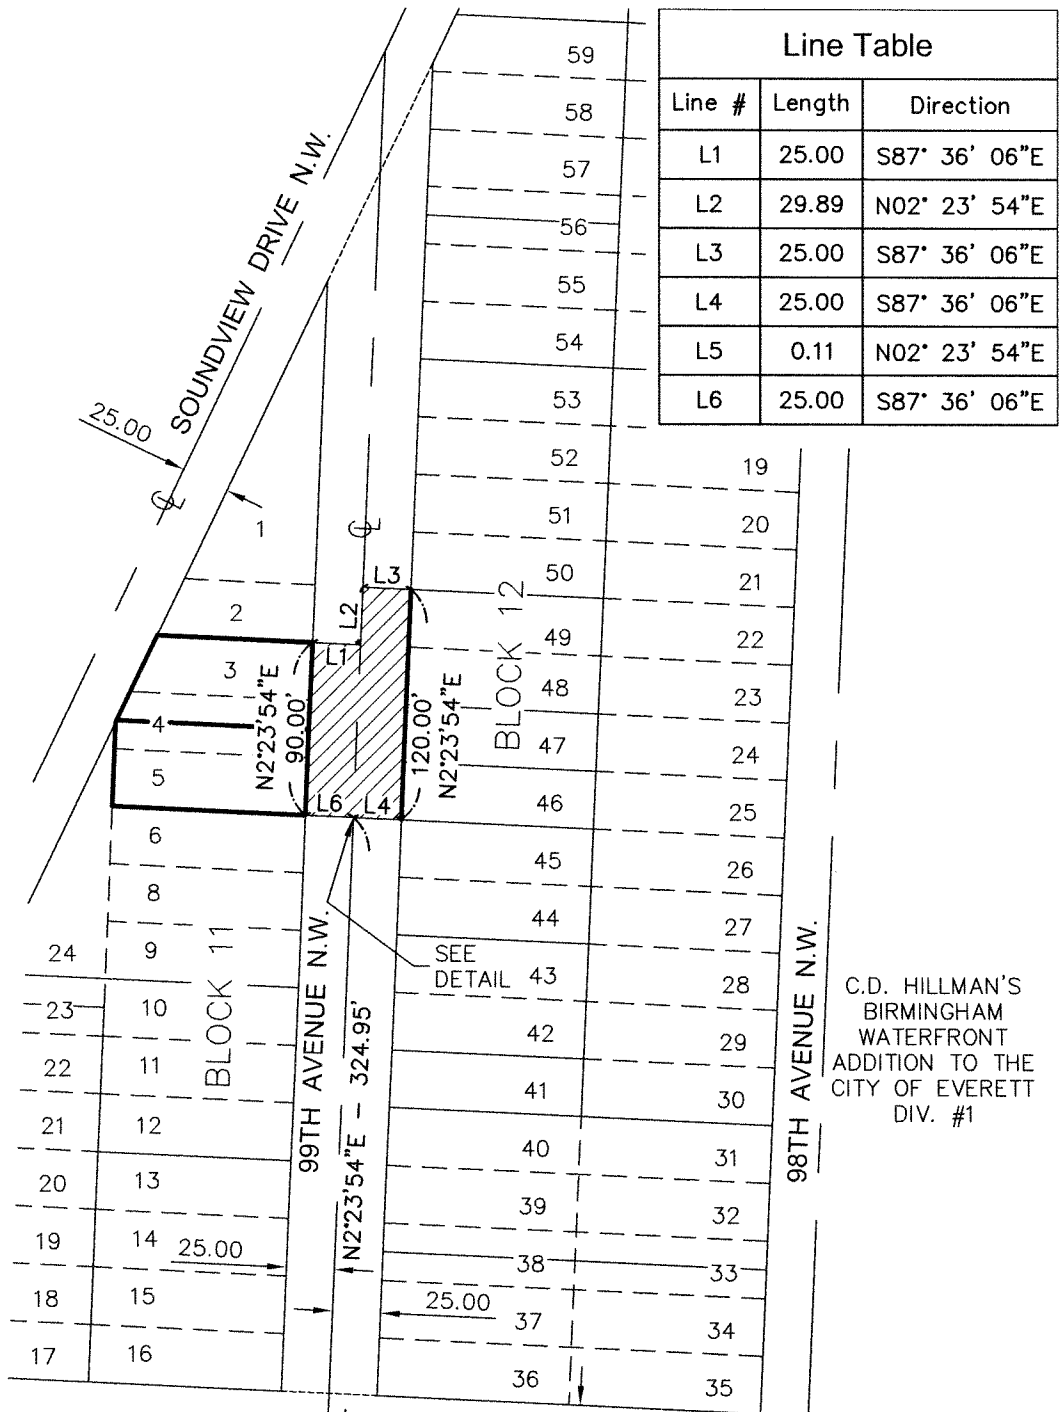 Line Table
Line # Length Direction
L1 25.00 S87° 36' 06"E
L2 29.89 N02° 23' 54"E
L3 25.00 S87° 36' 06"E
L4 25.00 S87° 36' 06"E
L5 0.11 N02° 23' 54"E
L6 25.00 S87° 36' 06"E
SOUNDVIEW DRIVE N.W.
25.00
℄
℄
59
58
57
56
55
54
53
52
51
50
49
48
47
46
45
44
43
42
41
40
39
38
37
36
BLOCK 12
19
20
21
22
23
24
25
26
27
28
29
30
31
32
33
34
35
1
2
3
4
5
6
8
9
10
11
12
13
14
15
16
BLOCK 11
24
23
22
21
20
19
18
17
L3
L2
L1
L6 L4
N2°23'54"E
90.00'
120.00'
N2°23'54"E
SEE
DETAIL
99TH AVENUE N.W.
N2°23'54"E - 324.95'
25.00
25.00
98TH AVENUE N.W.
C.D. HILLMAN'S
BIRMINGHAM
WATERFRONT
ADDITION TO THE
CITY OF EVERETT
DIV. #1